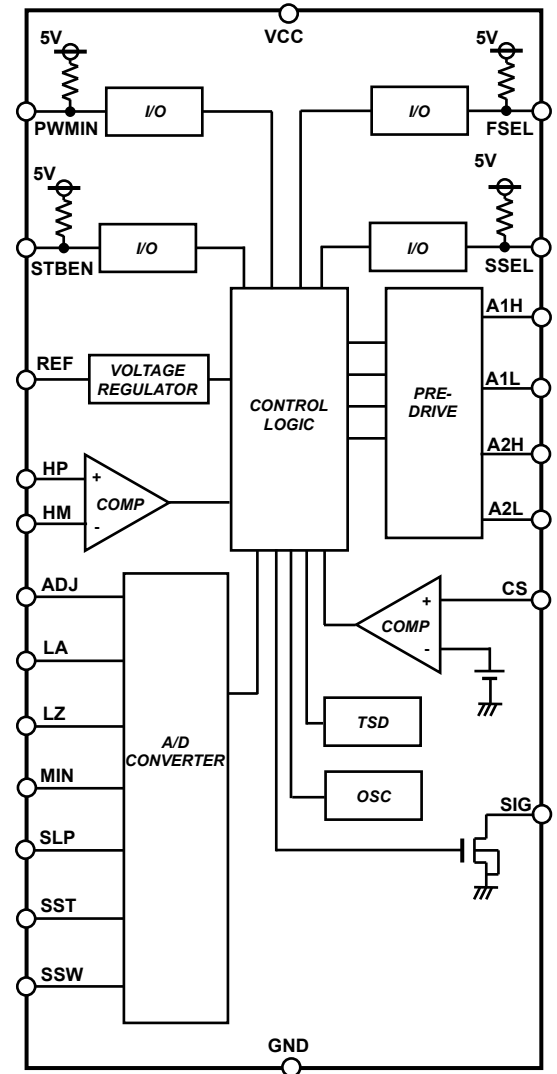 VCC
5V
PWMIN
I/O
5V
FSEL
I/O
5V
STBEN
I/O
5V
SSEL
I/O
REF
VOLTAGE
REGULATOR
CONTROL
LOGIC
PRE-
DRIVE
A1H
A1L
A2H
A2L
HP
HM
+
-
COMP
ADJ
LA
LZ
MIN
SLP
SST
SSW
A/D
CONVERTER
CS
+
-
COMP
TSD
OSC
SIG
GND